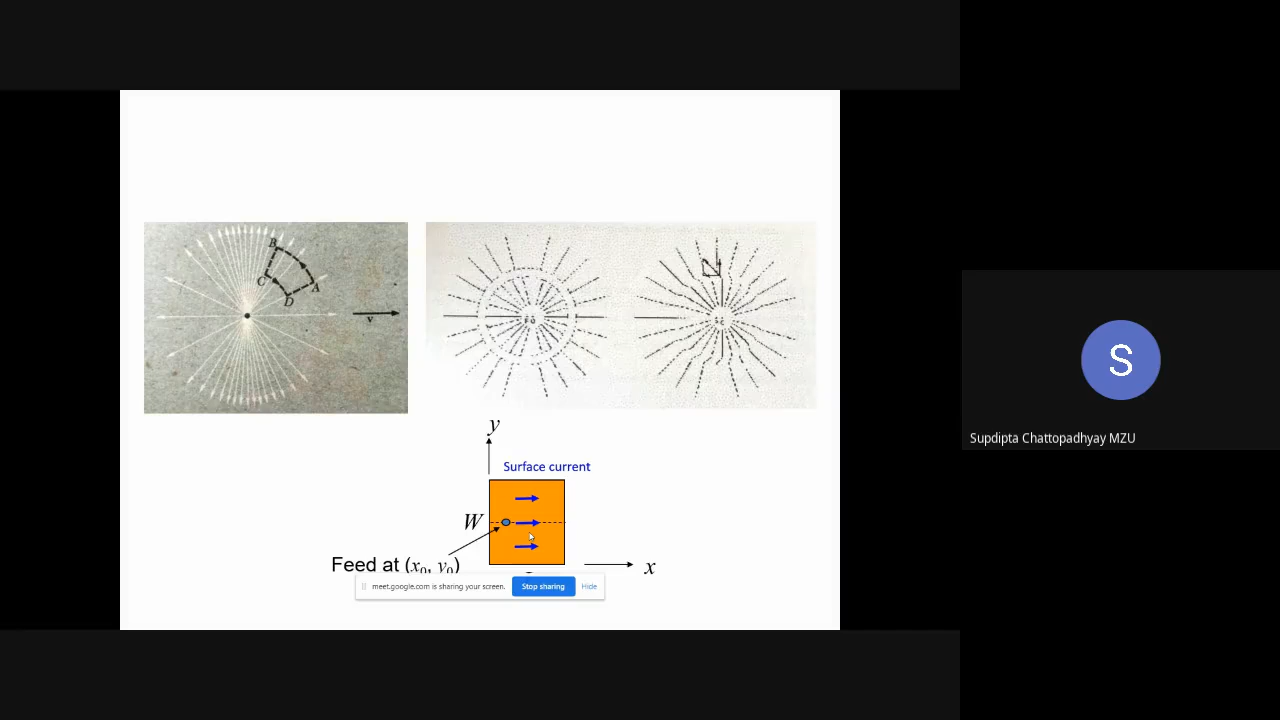 B
C
A
D
v
y
Surface current
W
Feed at (x₀, y₀)
x
meet.google.com is sharing your screen.
Stop sharing
Hide
S
Supdipta Chattopadhyay MZU